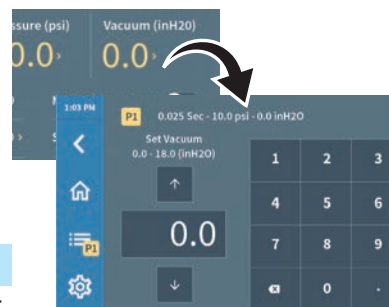 ssure (psi) Vacuum (inH20)
0.0› 0.0›
1:03 PM P1 0.025 Sec - 10.0 psi - 0.0 inH2O
Set Vacuum
0.0 - 18.0 (inH2O)
1 2 3
4 5 6
0.0
7 8 9
P1
0 .